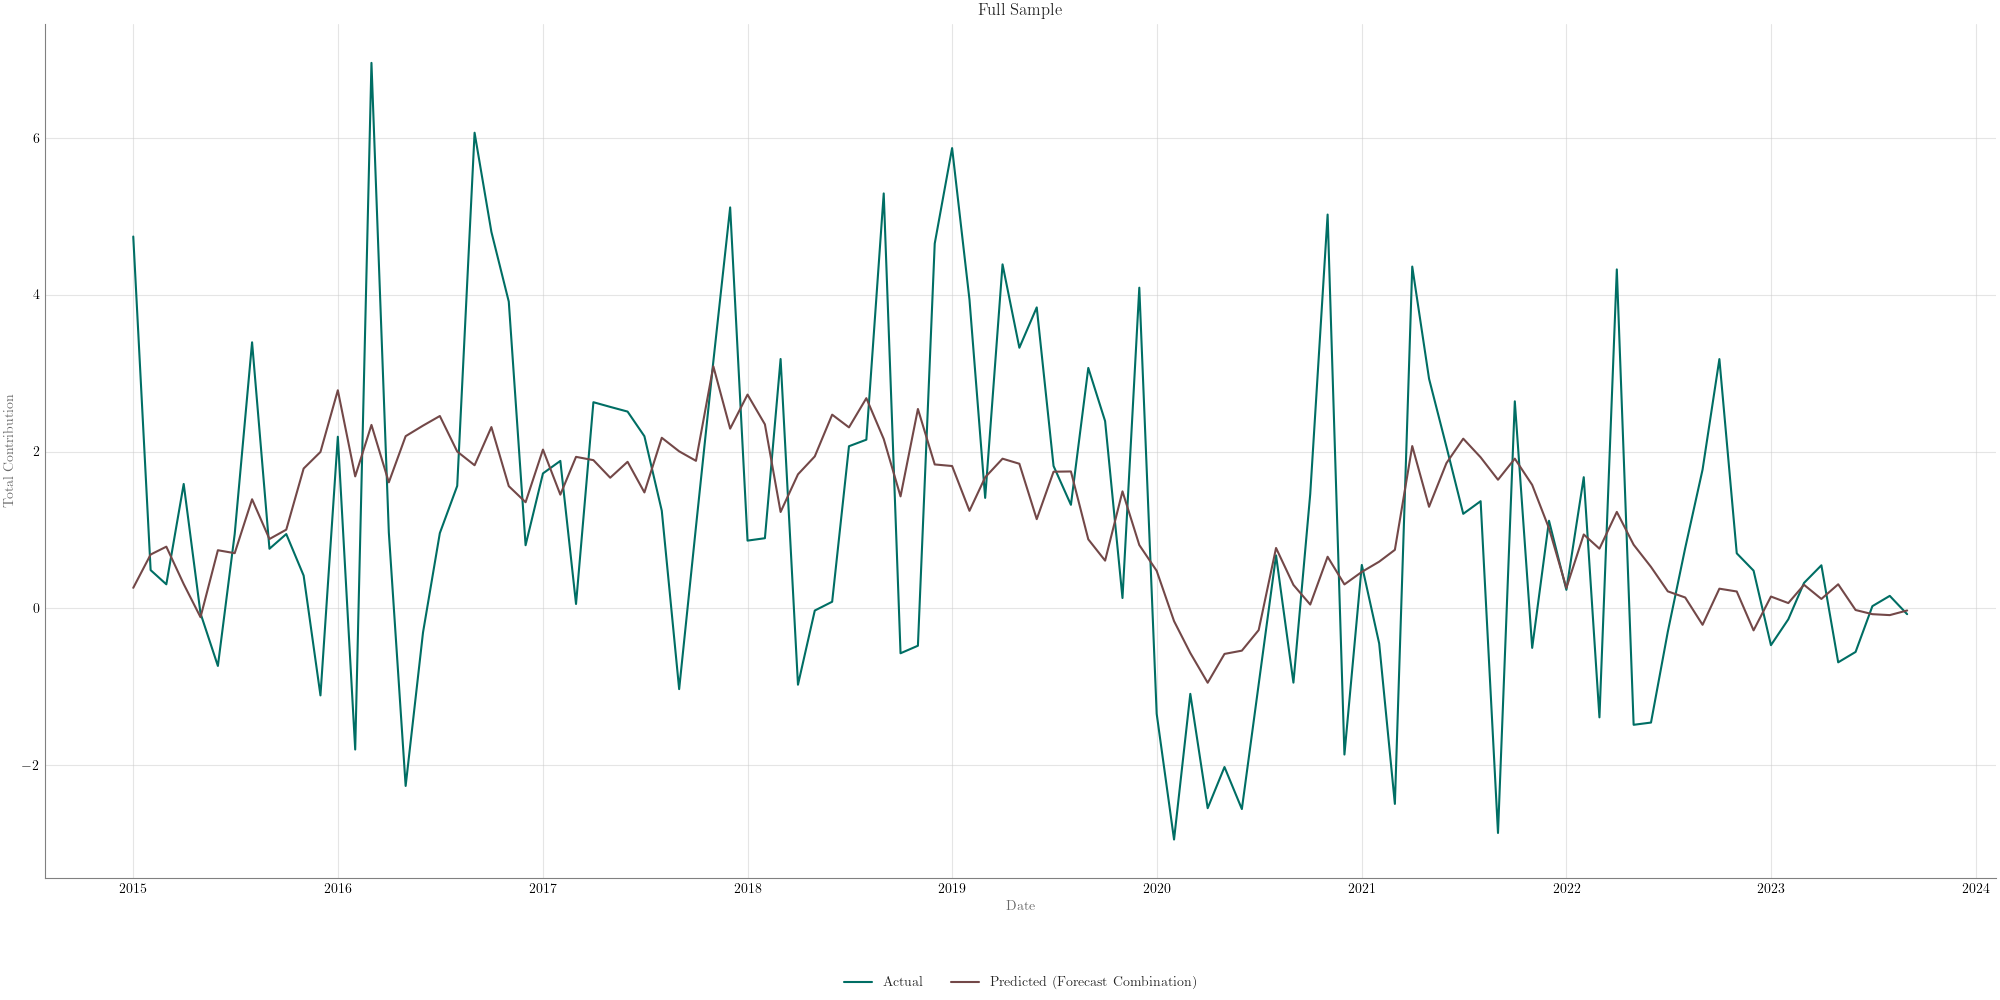 Full Sample
Total Contribution
6
4
2
0
−2
2015 2016 2017 2018 2019 2020 2021 2022 2023 2024
Date
Actual Predicted (Forecast Combination)